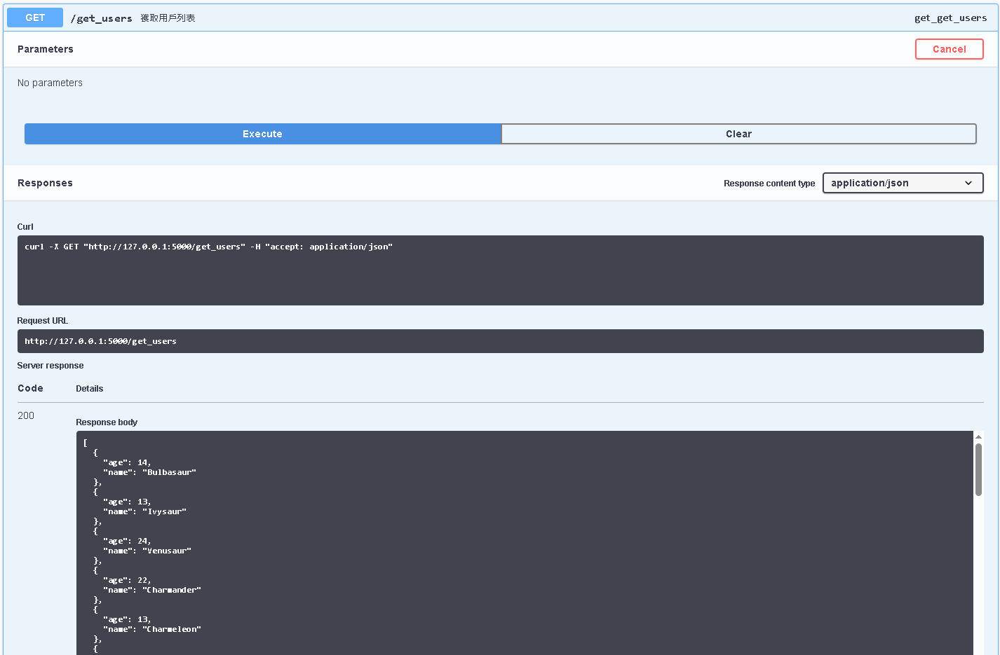 GET /get_users 獲取用戶列表 get_get_users
Parameters Cancel
No parameters
Execute Clear
Responses Response content type application/json
Curl
curl -X GET "http://127.0.0.1:5000/get_users" -H "accept: application/json"
Request URL
http://127.0.0.1:5000/get_users
Server response
Code Details
200
Response body
[
  {
    "age": 14,
    "name": "Bulbasaur"
  },
  {
    "age": 13,
    "name": "Ivysaur"
  },
  {
    "age": 24,
    "name": "Venusaur"
  },
  {
    "age": 22,
    "name": "Charmander"
  },
  {
    "age": 13,
    "name": "Charmeleon"
  },
  {